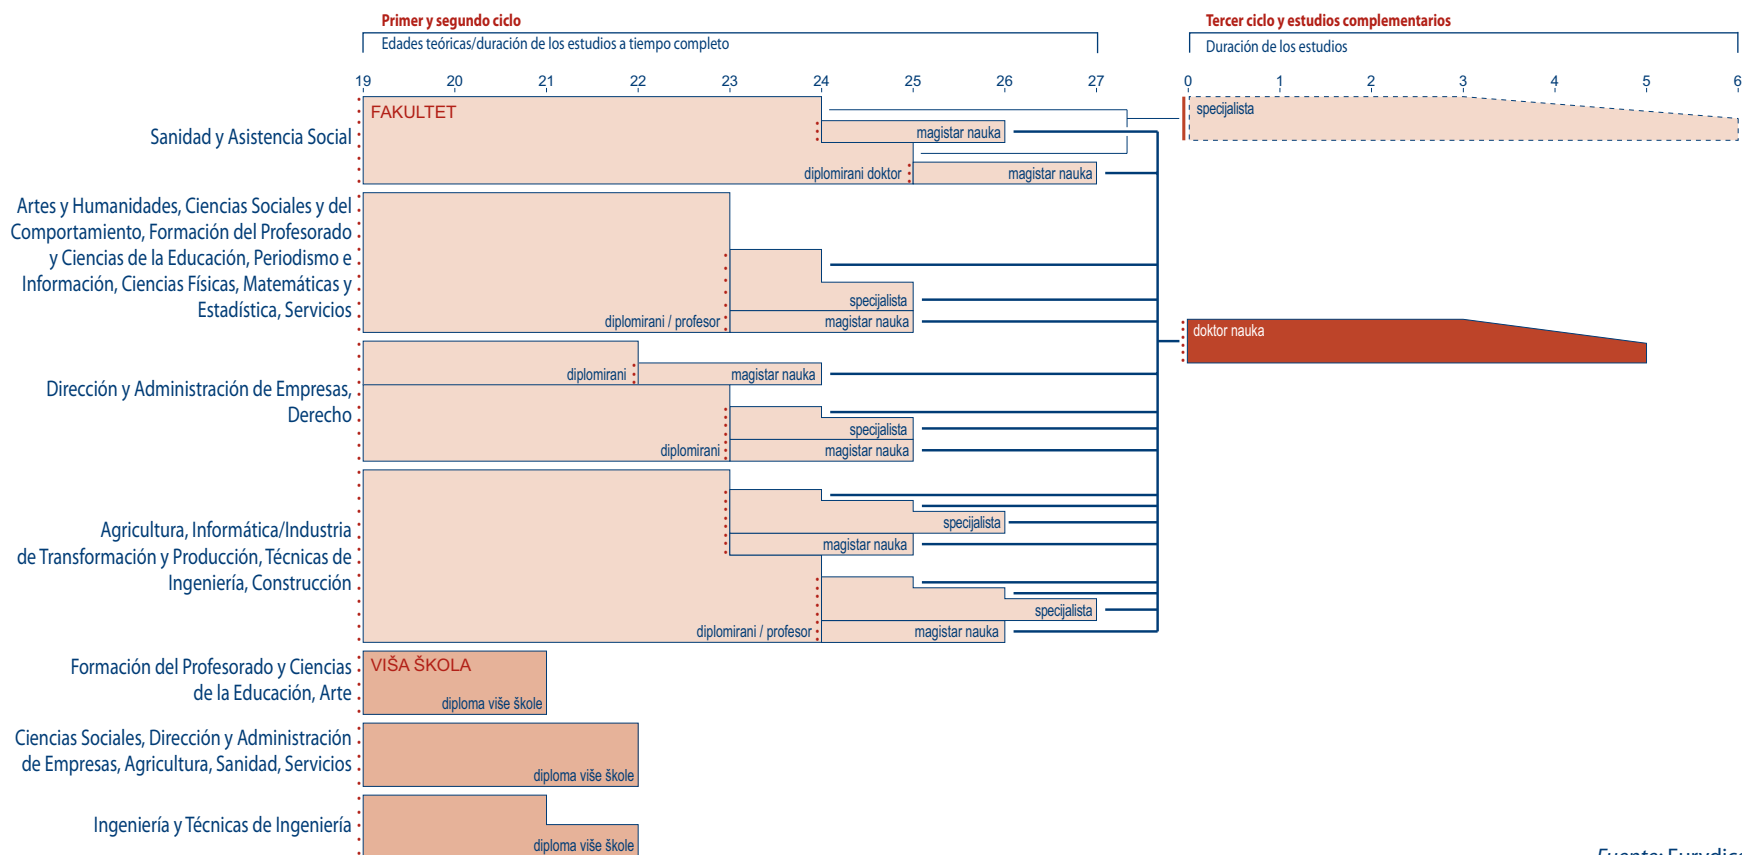 Primer y segundo ciclo
Edades teóricas/duración de los estudios a tiempo completo
Tercer ciclo y estudios complementarios
Duración de los estudios
19 20 21 22 23 24 25 26 27
0 1 2 3 4 5 6
Sanidad y Asistencia Social
FAKULTET
magistar nauka
diplomirani doktor
magistar nauka
specijalista
Artes y Humanidades, Ciencias Sociales y del
Comportamiento, Formación del Profesorado
y Ciencias de la Educación, Periodismo e
Información, Ciencias Físicas, Matemáticas y
Estadística, Servicios
specijalista
diplomirani / profesor
magistar nauka
doktor nauka
Dirección y Administración de Empresas,
Derecho
diplomirani
magistar nauka
specijalista
diplomirani
magistar nauka
Agricultura, Informática/Industria
de Transformación y Producción, Técnicas de
Ingeniería, Construcción
specijalista
magistar nauka
specijalista
diplomirani / profesor
magistar nauka
Formación del Profesorado y Ciencias
de la Educación, Arte
VIŠA ŠKOLA
diploma više škole
Ciencias Sociales, Dirección y Administración
de Empresas, Agricultura, Sanidad, Servicios
diploma više škole
Ingeniería y Técnicas de Ingeniería
diploma više škole
Fuente: Eurydice